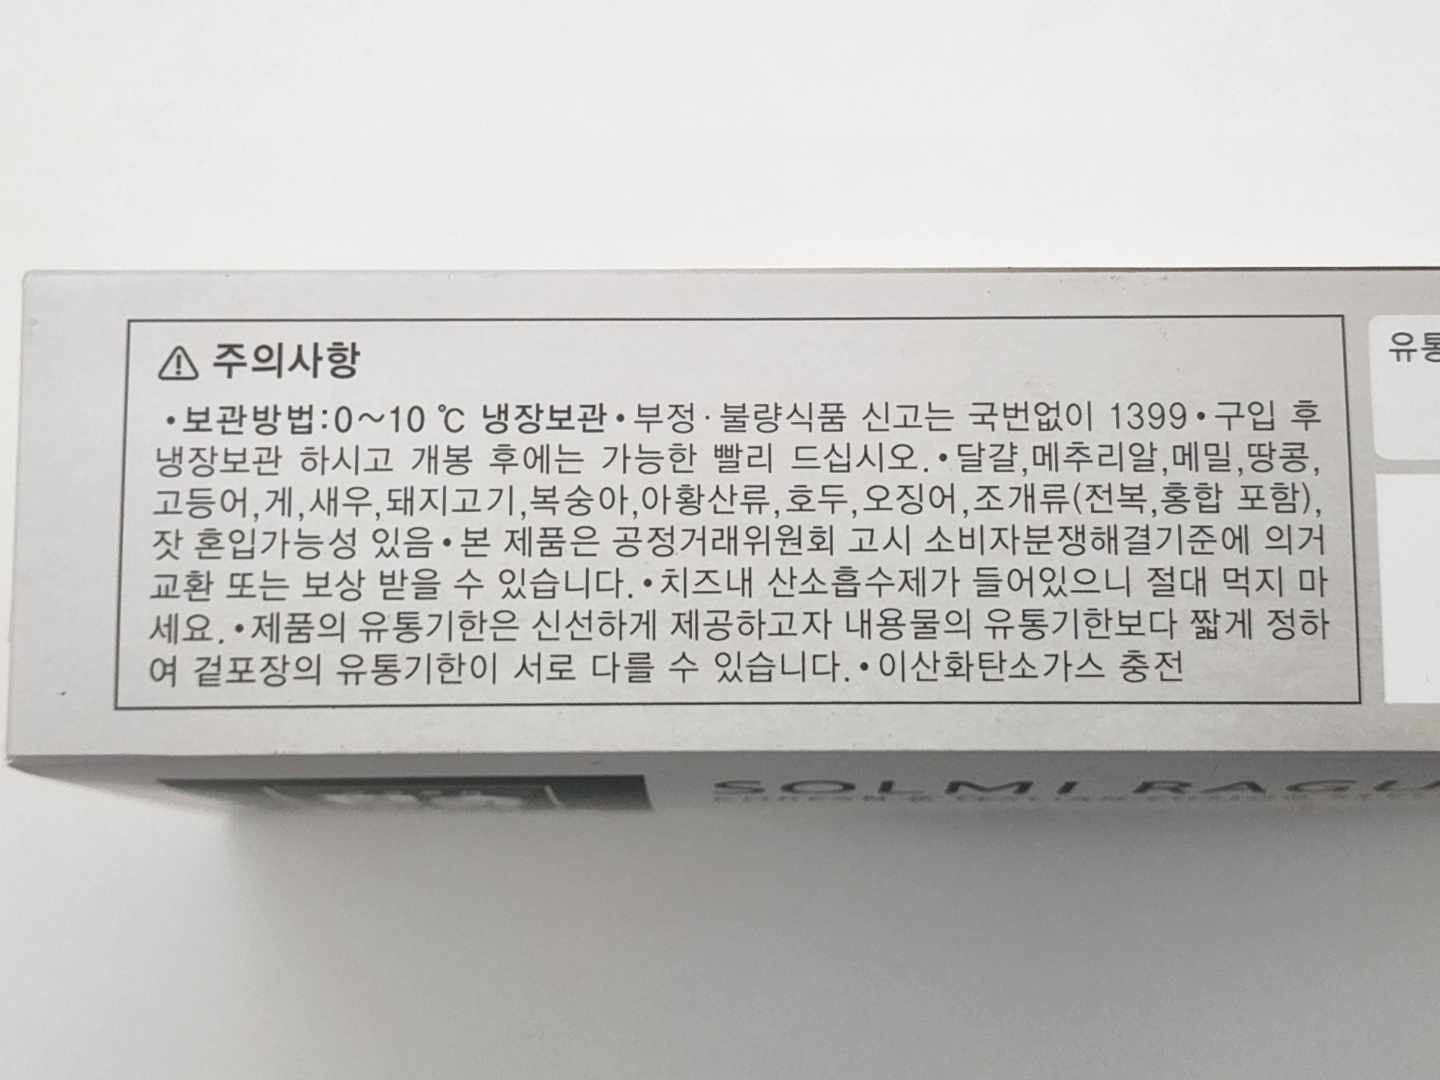 ⚠ 주의사항
•보관방법:0~10 ℃ 냉장보관•부정·불량식품 신고는 국번없이 1399•구입 후
냉장보관 하시고 개봉 후에는 가능한 빨리 드십시오.•달걀,메추리알,메밀,땅콩,
고등어,게,새우,돼지고기,복숭아,아황산류,호두,오징어,조개류(전복,홍합 포함),
잣 혼입가능성 있음•본 제품은 공정거래위원회 고시 소비자분쟁해결기준에 의거
교환 또는 보상 받을 수 있습니다.•치즈내 산소흡수제가 들어있으니 절대 먹지 마
세요.•제품의 유통기한은 신선하게 제공하고자 내용물의 유통기한보다 짧게 정하
여 겉포장의 유통기한이 서로 다를 수 있습니다.•이산화탄소가스 충전
유통
SOLMI RAGU